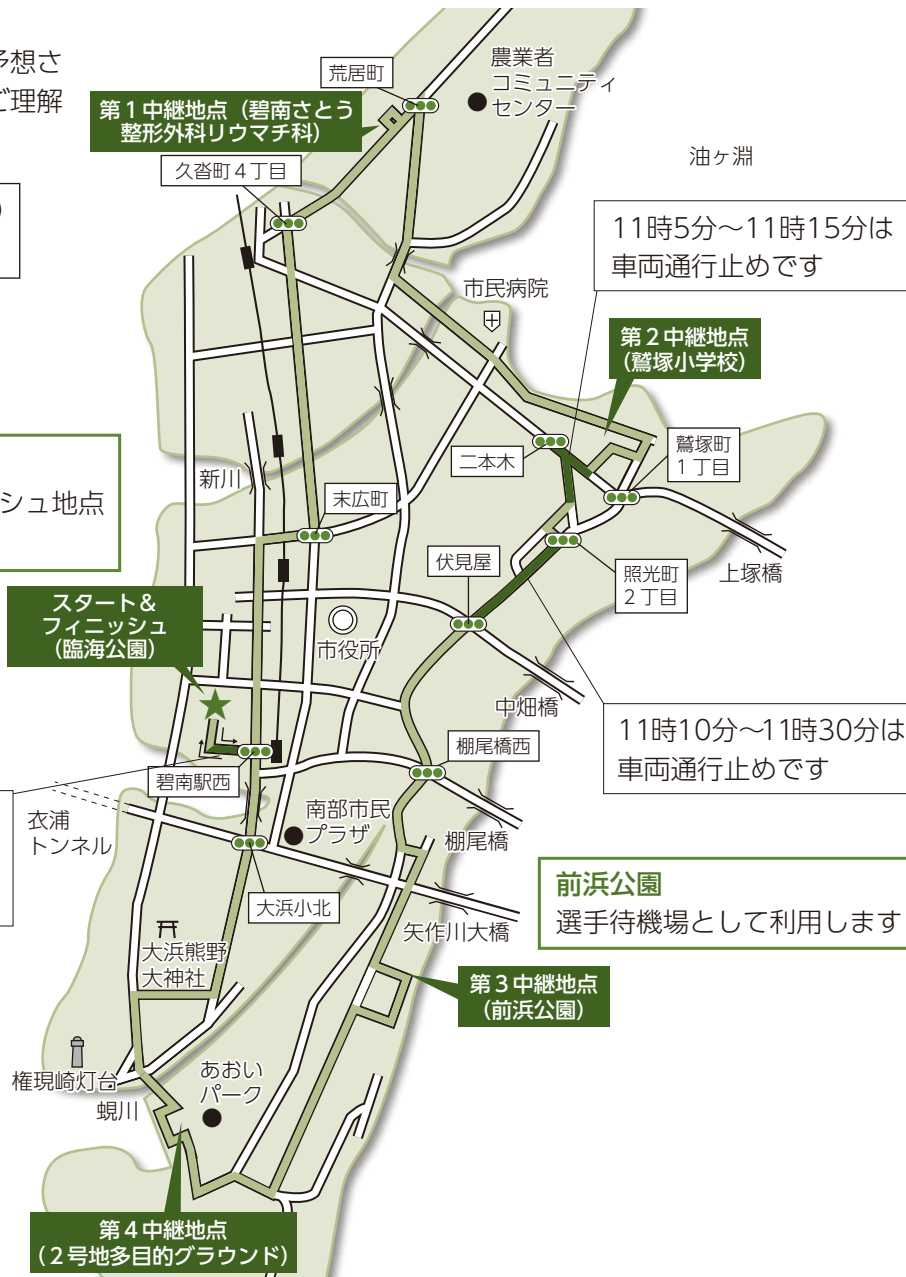 予想さ
ご理解
農業者
コミュニティ
センター
荒居町
第1中継地点（碧南さとう
整形外科リウマチ科）
久沓町4丁目
油ヶ淵
11時5分〜11時15分は
車両通行止めです
市民病院
第2中継地点
（鷲塚小学校）
二本木
鷲塚町
1丁目
シュ地点
新川
末広町
伏見屋
照光町
2丁目
上塚橋
スタート＆
フィニッシュ
（臨海公園）
市役所
中畑橋
11時10分〜11時30分は
車両通行止めです
棚尾橋西
碧南駅西
衣浦
トンネル
南部市民
プラザ
棚尾橋
大浜小北
矢作川大橋
前浜公園
選手待機場として利用します
大浜熊野
大神社
第3中継地点
（前浜公園）
権現崎灯台
あおい
パーク
蜆川
第4中継地点
（2号地多目的グラウンド）